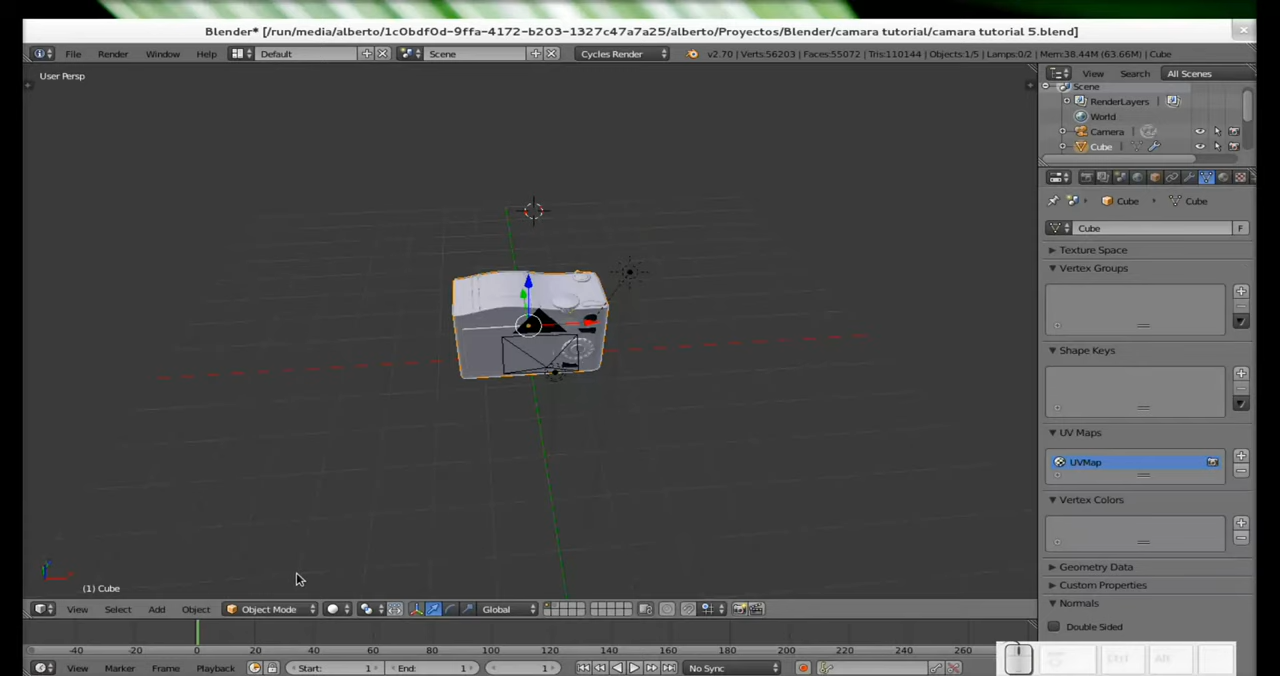 Blender* [/run/media/alberto/1c0bdf0d-9ffa-4172-b203-1327c47a7a25/alberto/Proyectos/Blender/camara tutorial/camara tutorial 5.blend]
File Render Window Help Default Scene Cycles Render v2.70 | Verts:56203 | Faces:55072 | Tris:110144 | Objects:1/5 | Lamps:0/2 | Mem:38.44M (63.66M) | Cube
User Persp
View Search All Scenes
Scene
RenderLayers
World
Camera
Cube
Cube Cube
Cube F
Texture Space
Vertex Groups
Shape Keys
UV Maps
UVMap
Vertex Colors
Geometry Data
Custom Properties
Normals
Double Sided
(1) Cube
View Select Add Object Object Mode Global
-40 -20 0 20 40 60 80 100 120 140 160 180 200 220 240 260
View Marker Frame Playback Start: 1 End: 1 1 No Sync
Ctrl Alt